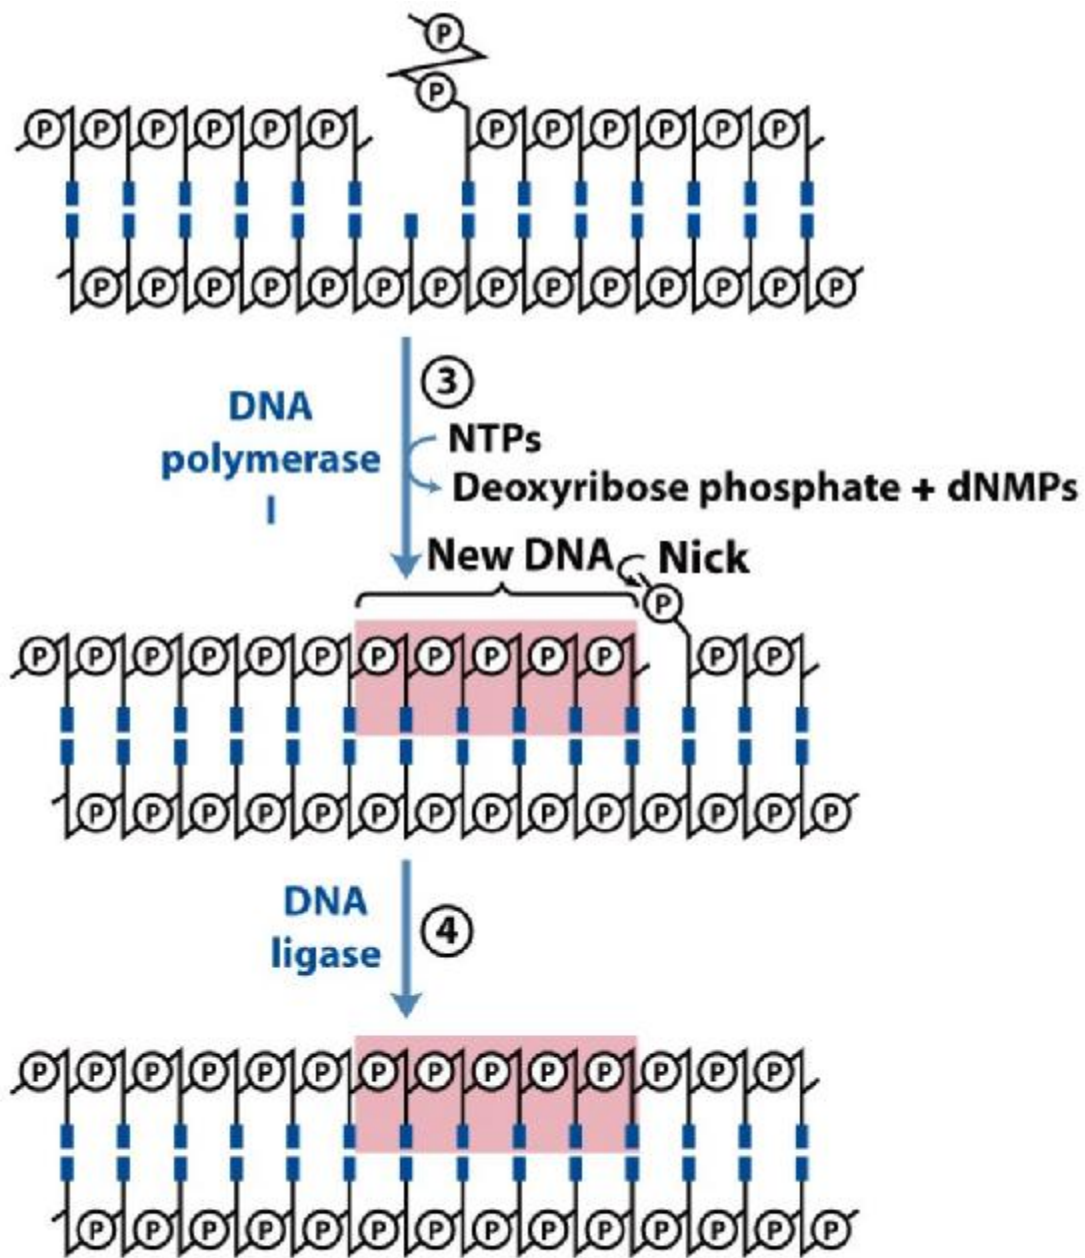 P
P
P P P P P P P P P P P P
P P P P P P P P P P P P P P
3
DNA
polymerase
I
NTPs
Deoxyribose phosphate + dNMPs
New DNA Nick
P
P P P P P P P P P P P P P
P P P P P P P P P P P P P P
DNA
ligase
4
P P P P P P P P P P P P P P
P P P P P P P P P P P P P P